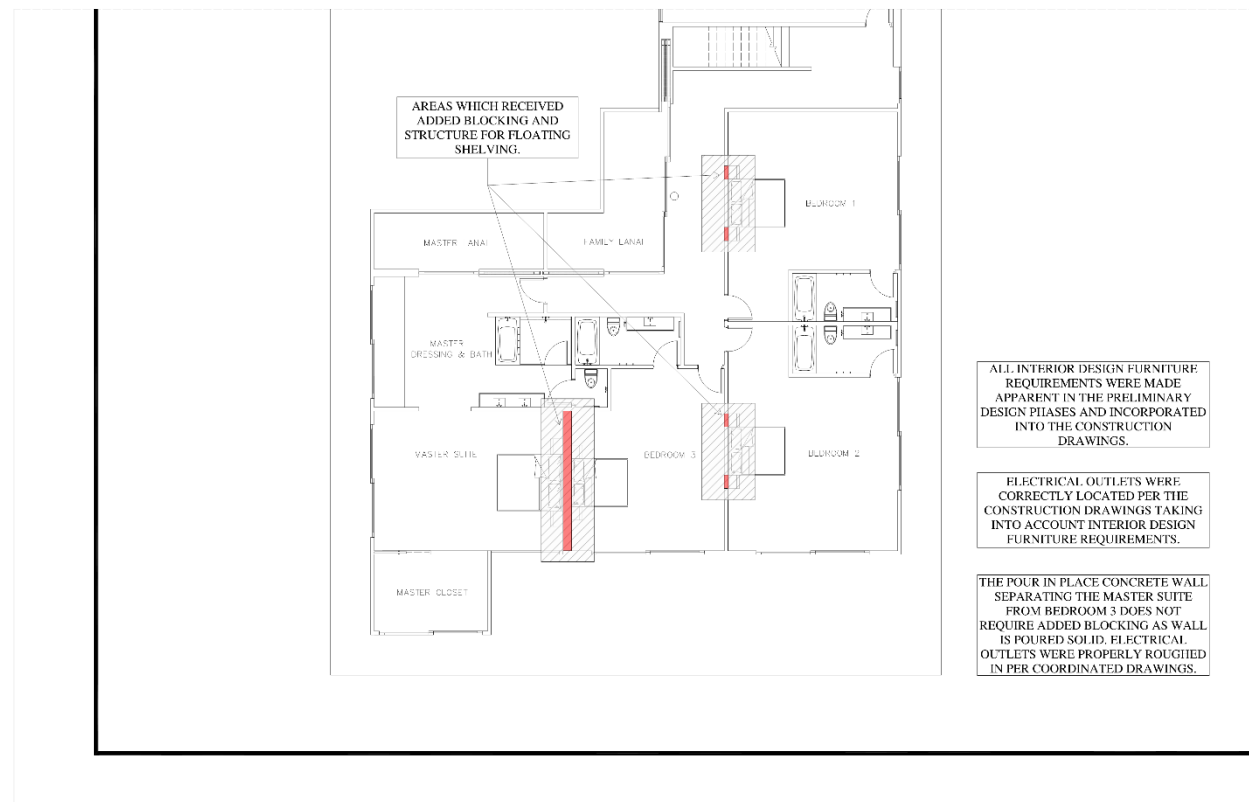 AREAS WHICH RECEIVED
ADDED BLOCKING AND
STRUCTURE FOR FLOATING
SHELVING.
BEDROOM 1
MASTER LANAI
FAMILY LANAI
MASTER
DRESSING & BATH
MASTER SUITE
BEDROOM 3
BEDROOM 2
MASTER CLOSET
ALL INTERIOR DESIGN FURNITURE
REQUIREMENTS WERE MADE
APPARENT IN THE PRELIMINARY
DESIGN PHASES AND INCORPORATED
INTO THE CONSTRUCTION
DRAWINGS.
ELECTRICAL OUTLETS WERE
CORRECTLY LOCATED PER THE
CONSTRUCTION DRAWINGS TAKING
INTO ACCOUNT INTERIOR DESIGN
FURNITURE REQUIREMENTS.
THE POUR IN PLACE CONCRETE WALL
SEPARATING THE MASTER SUITE
FROM BEDROOM 3 DOES NOT
REQUIRE ADDED BLOCKING AS WALL
IS POURED SOLID. ELECTRICAL
OUTLETS WERE PROPERLY ROUGHED
IN PER COORDINATED DRAWINGS.